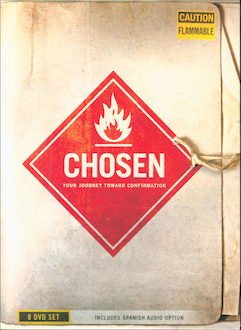 CAUTION
FLAMMABLE
CHOSEN
YOUR JOURNEY TOWARD CONFIRMATION
8 DVD SET
INCLUDES SPANISH AUDIO OPTION